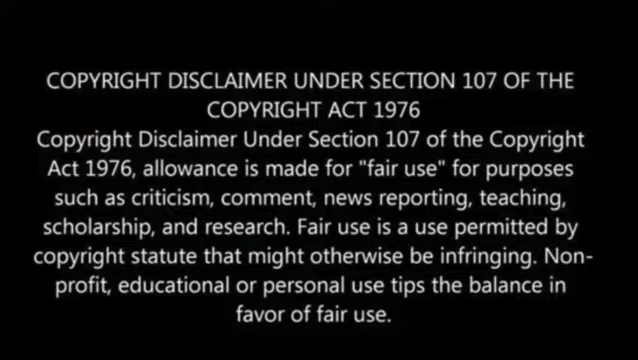 COPYRIGHT DISCLAIMER UNDER SECTION 107 OF THE
COPYRIGHT ACT 1976
Copyright Disclaimer Under Section 107 of the Copyright
Act 1976, allowance is made for "fair use" for purposes
such as criticism, comment, news reporting, teaching,
scholarship, and research. Fair use is a use permitted by
copyright statute that might otherwise be infringing. Non-
profit, educational or personal use tips the balance in
favor of fair use.